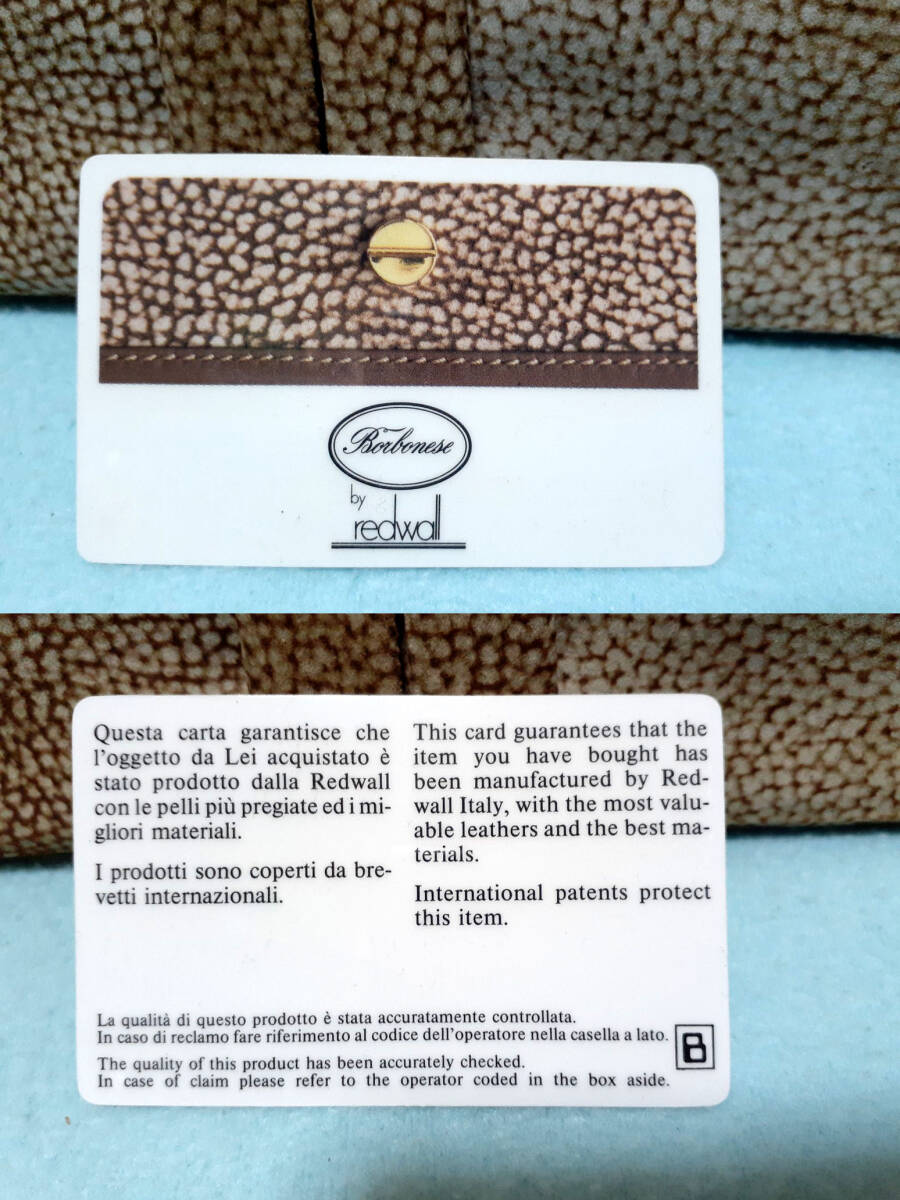 Borbonese
by
redwall
Questa carta garantisce che
l'oggetto da Lei acquistato è
stato prodotto dalla Redwall
con le pelli più pregiate ed i mi-
gliori materiali.
I prodotti sono coperti da bre-
vetti internazionali.
This card guarantees that the
item you have bought has
been manufactured by Red-
wall Italy, with the most valu-
able leathers and the best ma-
terials.
International patents protect
this item.
La qualità di questo prodotto è stata accuratamente controllata.
In caso di reclamo fare riferimento al codice dell'operatore nella casella a lato.
The quality of this product has been accurately checked.
In case of claim please refer to the operator coded in the box aside.
B